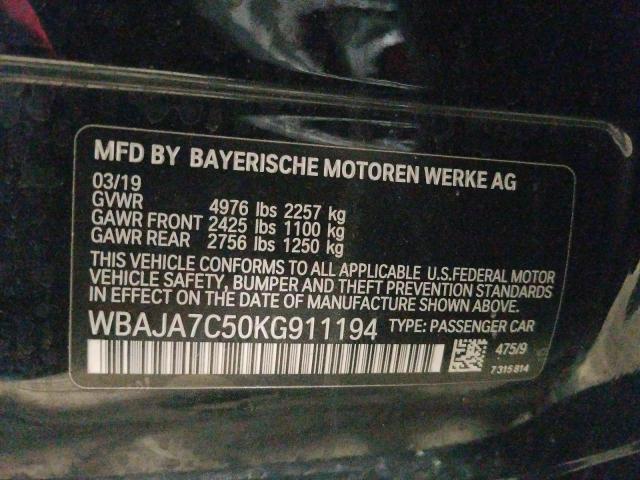 MFD BY BAYERISCHE MOTOREN WERKE AG
03/19
GVWR 4976 lbs 2257 kg
GAWR FRONT 2425 lbs 1100 kg
GAWR REAR 2756 lbs 1250 kg
THIS VEHICLE CONFORMS TO ALL APPLICABLE U.S.FEDERAL MOTOR
VEHICLE SAFETY, BUMPER AND THEFT PREVENTION STANDARDS
IN EFFECT ON THE DATE OF MANUFACTURE SHOWN ABOVE.
WBAJA7C50KG911194 TYPE: PASSENGER CAR
475/9
7315814